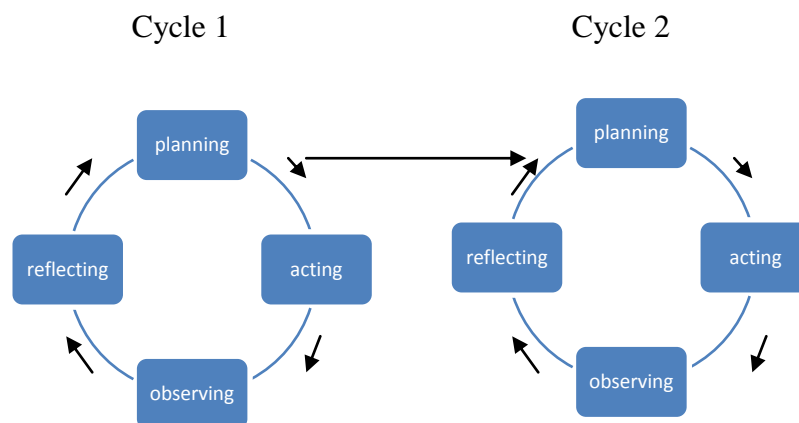 Cycle 1
Cycle 2
planning
reflecting
acting
observing
planning
reflecting
acting
observing